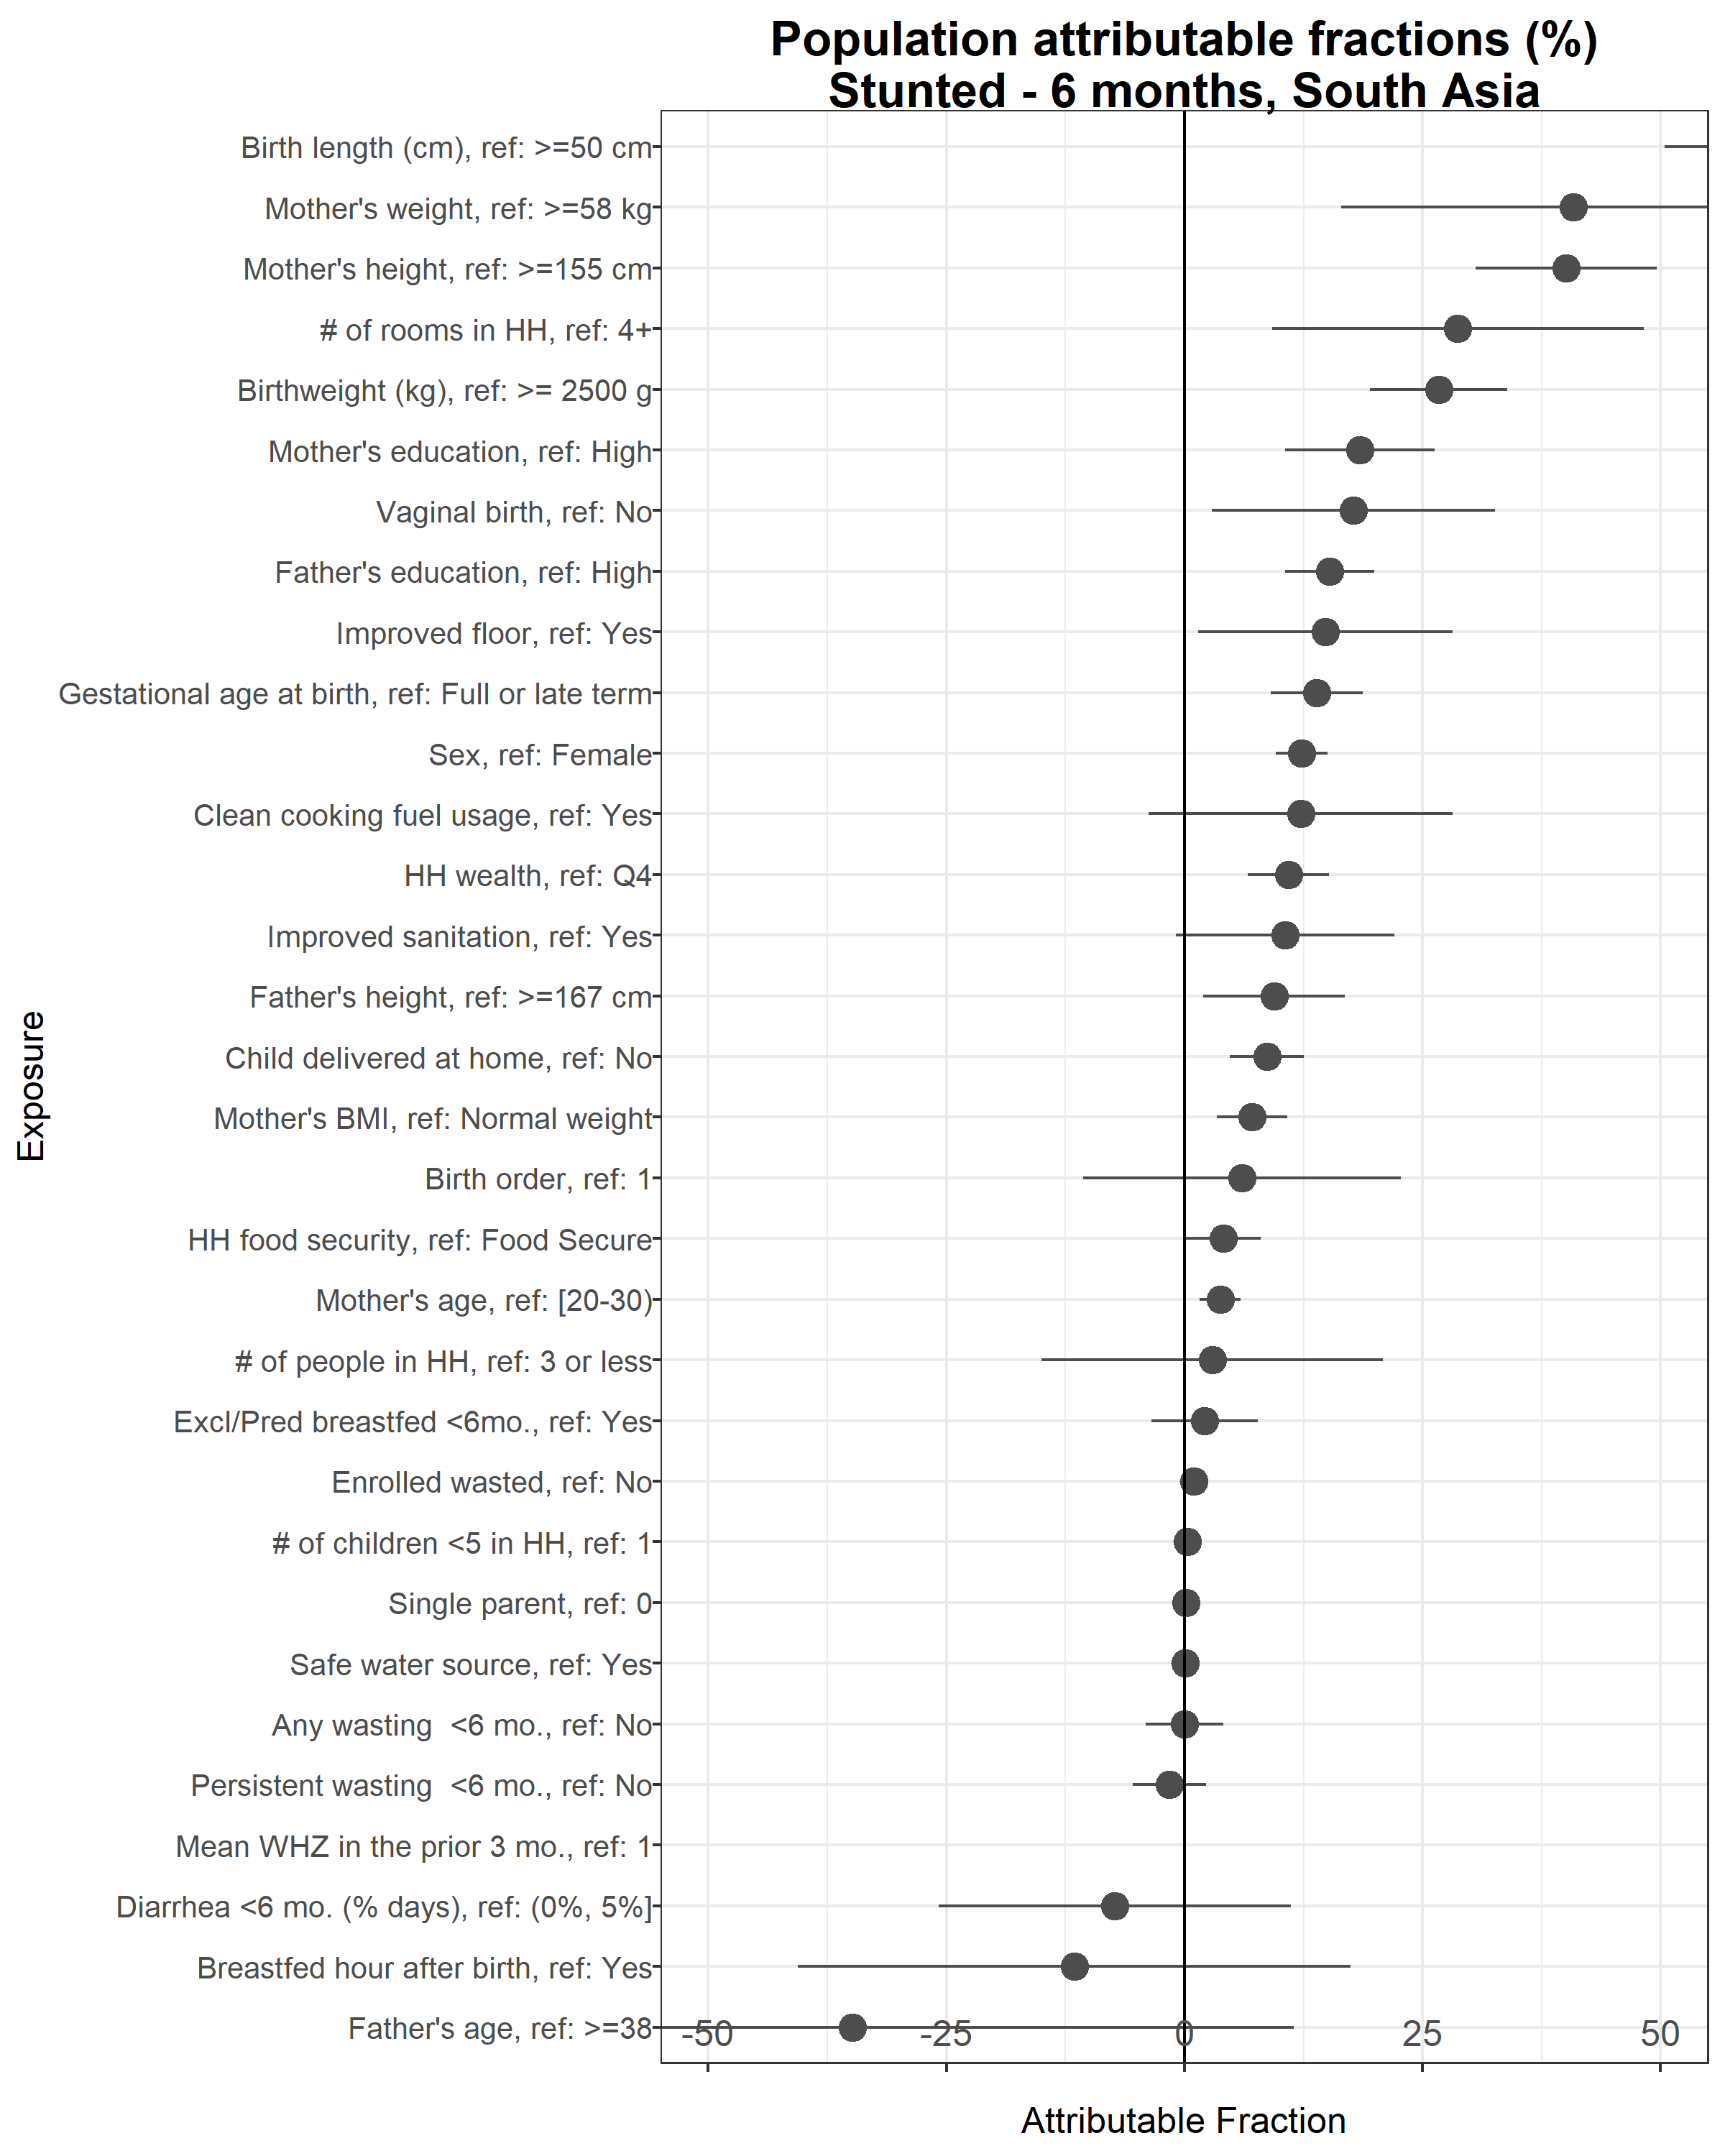 Population attributable fractions (%)
Stunted - 6 months, South Asia
Birth length (cm), ref: >=50 cm
Mother's weight, ref: >=58 kg
Mother's height, ref: >=155 cm
# of rooms in HH, ref: 4+
Birthweight (kg), ref: >= 2500 g
Mother's education, ref: High
Vaginal birth, ref: No
Father's education, ref: High
Improved floor, ref: Yes
Gestational age at birth, ref: Full or late term
Sex, ref: Female
Clean cooking fuel usage, ref: Yes
HH wealth, ref: Q4
Improved sanitation, ref: Yes
Father's height, ref: >=167 cm
Child delivered at home, ref: No
Mother's BMI, ref: Normal weight
Birth order, ref: 1
HH food security, ref: Food Secure
Mother's age, ref: [20-30)
# of people in HH, ref: 3 or less
Excl/Pred breastfed <6mo., ref: Yes
Enrolled wasted, ref: No
# of children <5 in HH, ref: 1
Single parent, ref: 0
Safe water source, ref: Yes
Any wasting  <6 mo., ref: No
Persistent wasting  <6 mo., ref: No
Mean WHZ in the prior 3 mo., ref: 1
Diarrhea <6 mo. (% days), ref: (0%, 5%]
Breastfed hour after birth, ref: Yes
Father's age, ref: >=38
Exposure
-50 -25 0 25 50
Attributable Fraction